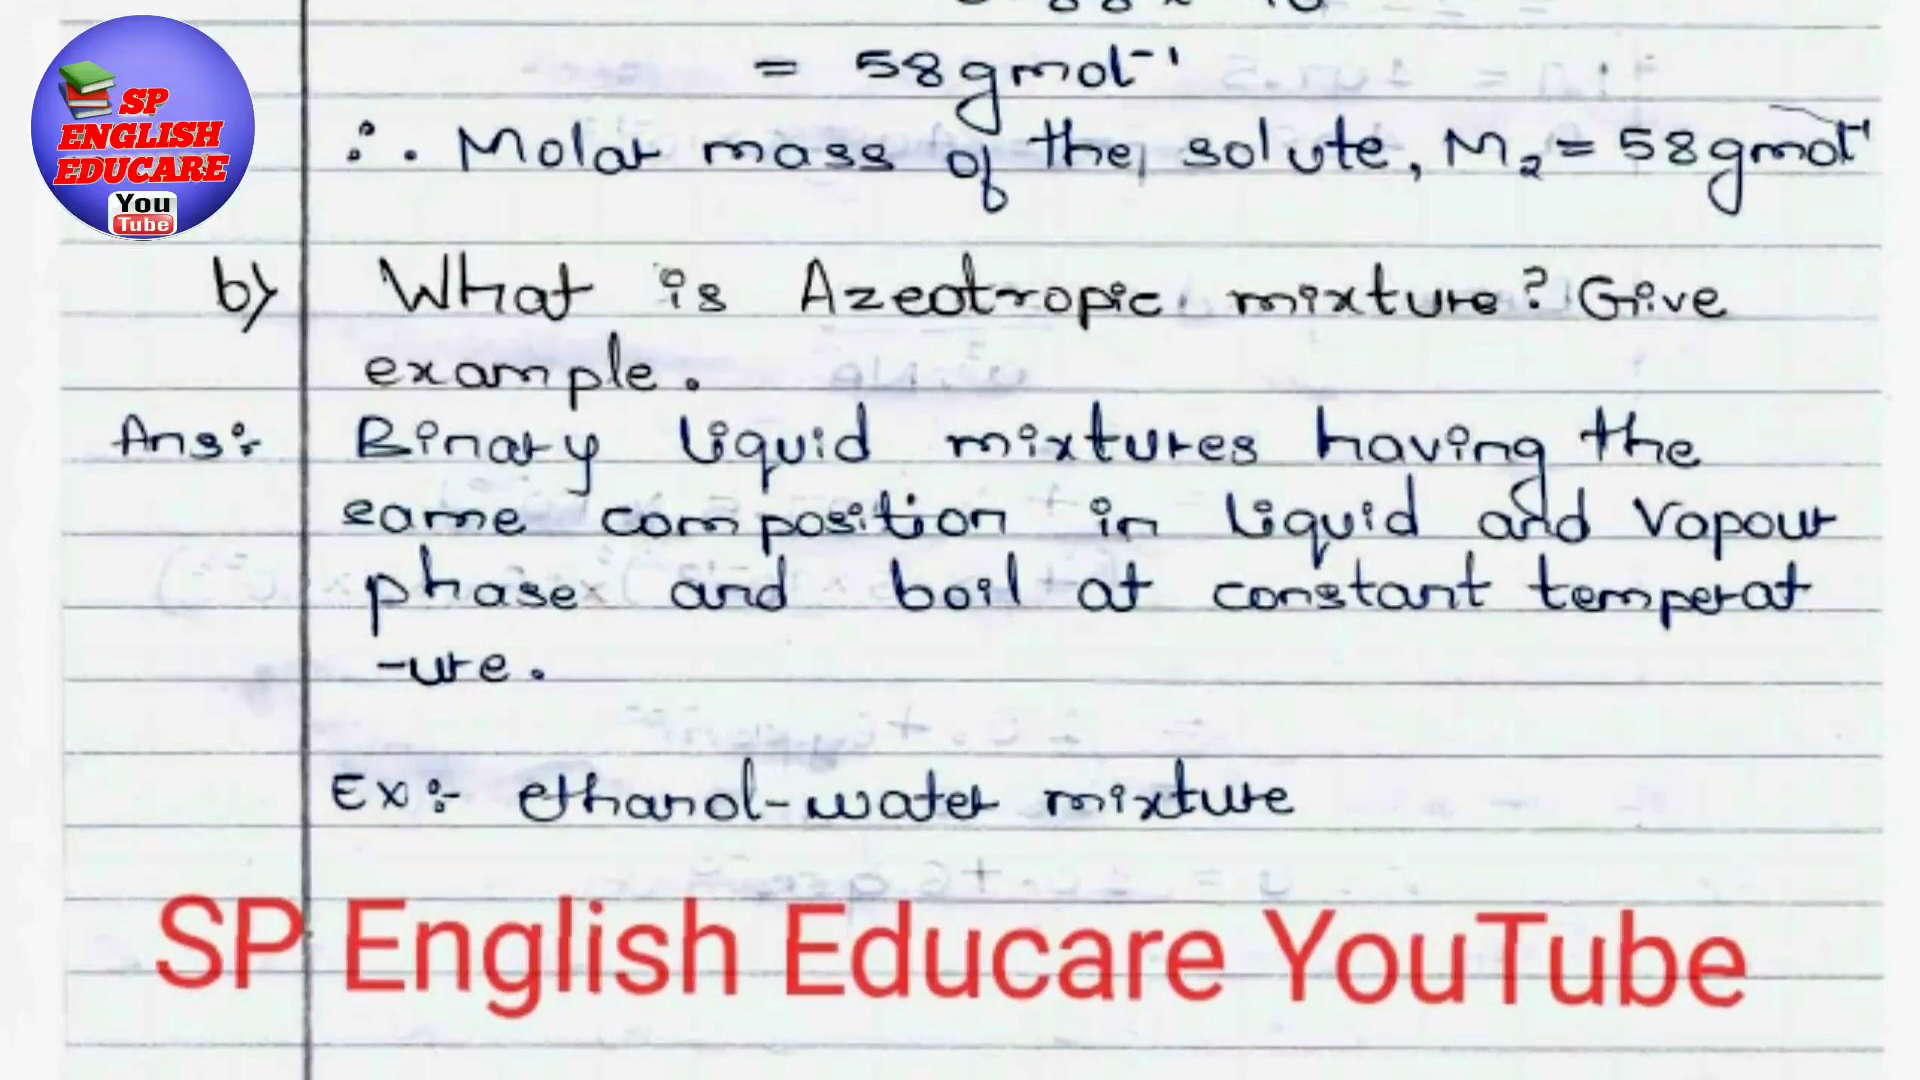 = 58 gmol⁻¹
∴ Molar mass of the, solute, M₂ = 58gmol⁻¹
SP
ENGLISH
EDUCARE
You
Tube
b) What is Azeotropic mixture? Give
example.
Ans:- Binary liquid mixtures having the
same composition in liquid and vapour
phase and boil at constant temperat
-ure.
Ex:- ethanol-water mixture
SP English Educare YouTube